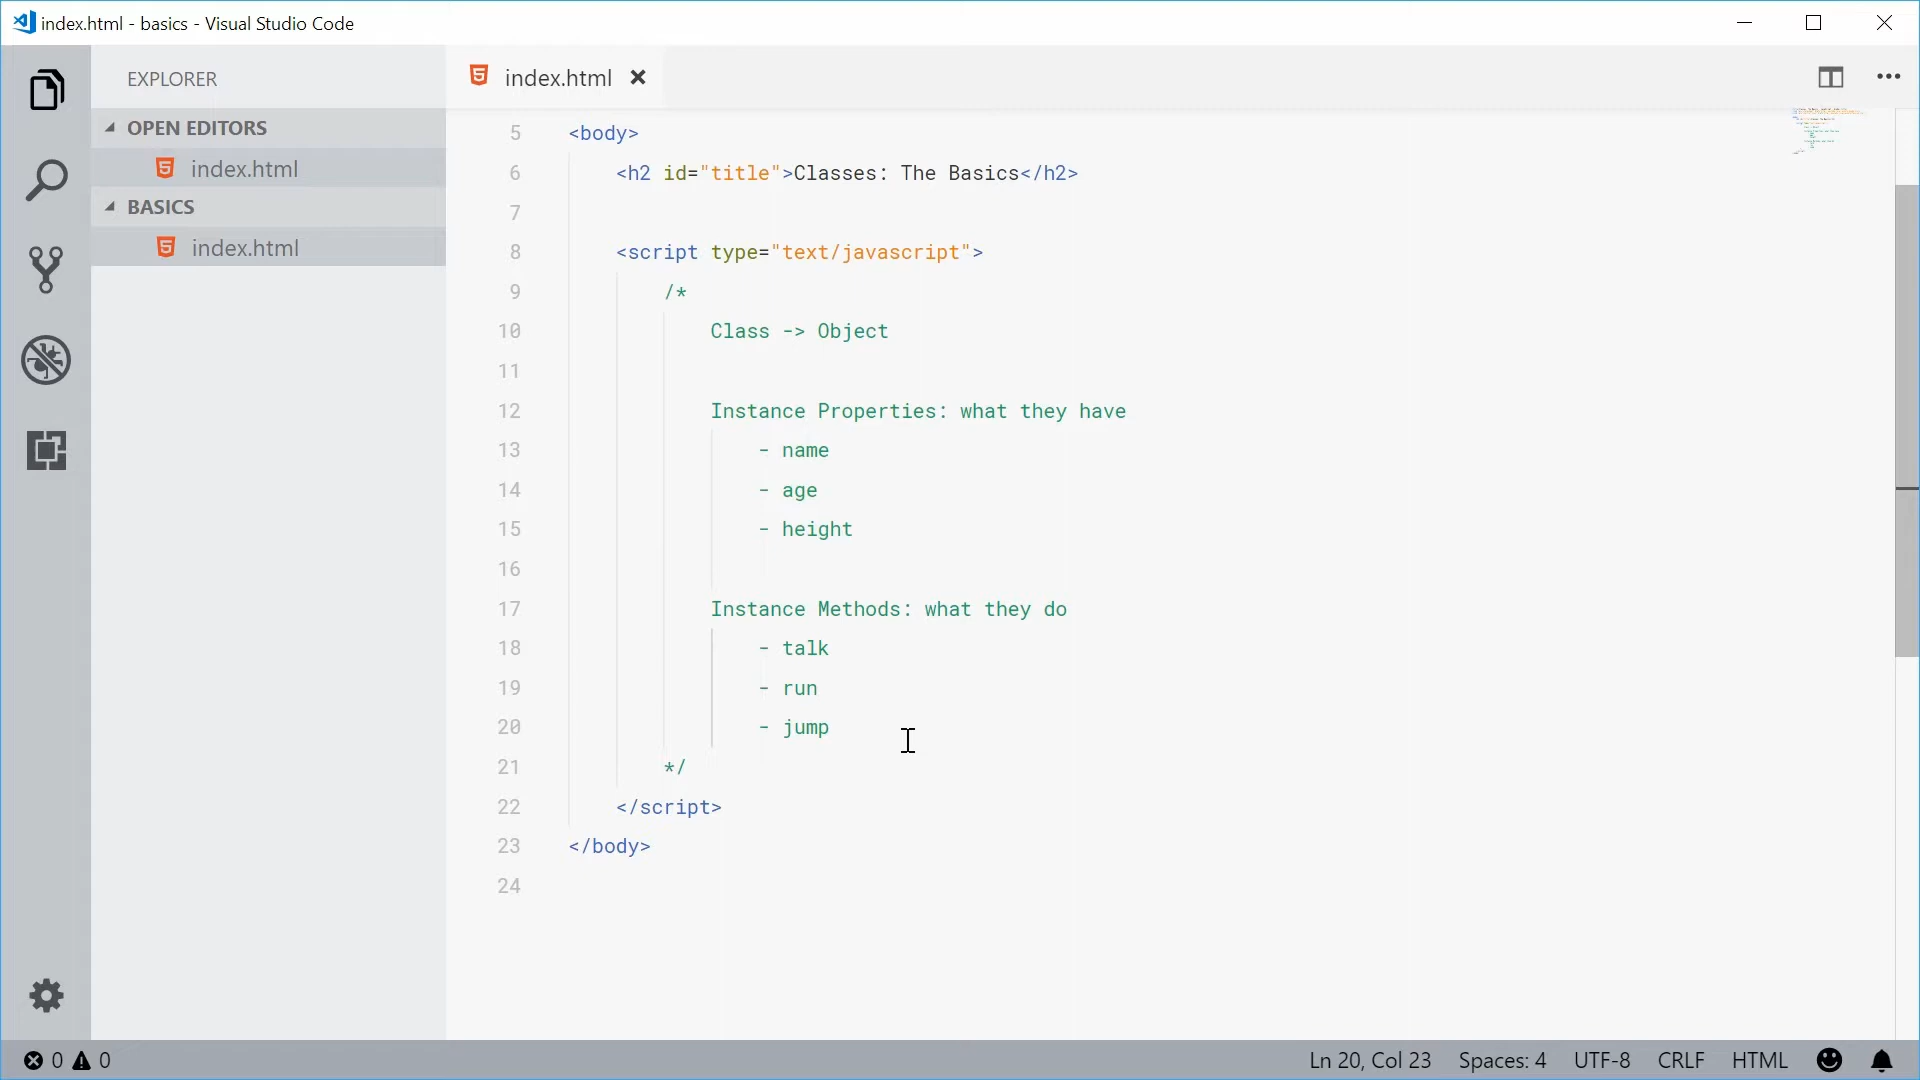 index.html - basics - Visual Studio Code
EXPLORER
OPEN EDITORS
index.html
BASICS
index.html
index.html
5 <body>
6 <h2 id="title">Classes: The Basics</h2>
7
8 <script type="text/javascript">
9 /*
10 Class -> Object
11
12 Instance Properties: what they have
13 - name
14 - age
15 - height
16
17 Instance Methods: what they do
18 - talk
19 - run
20 - jump
21 */
22 </script>
23 </body>
24
0 0
Ln 20, Col 23 Spaces: 4 UTF-8 CRLF HTML